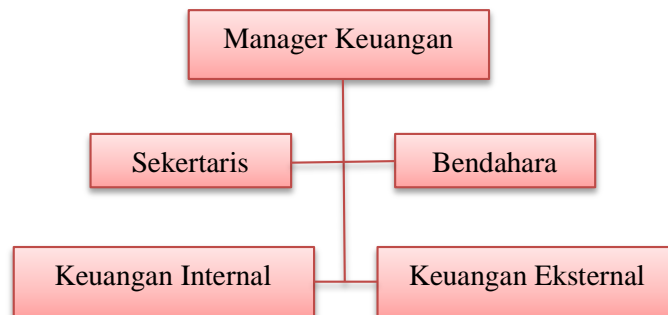 Manager Keuangan
Sekertaris
Bendahara
Keuangan Internal
Keuangan Eksternal